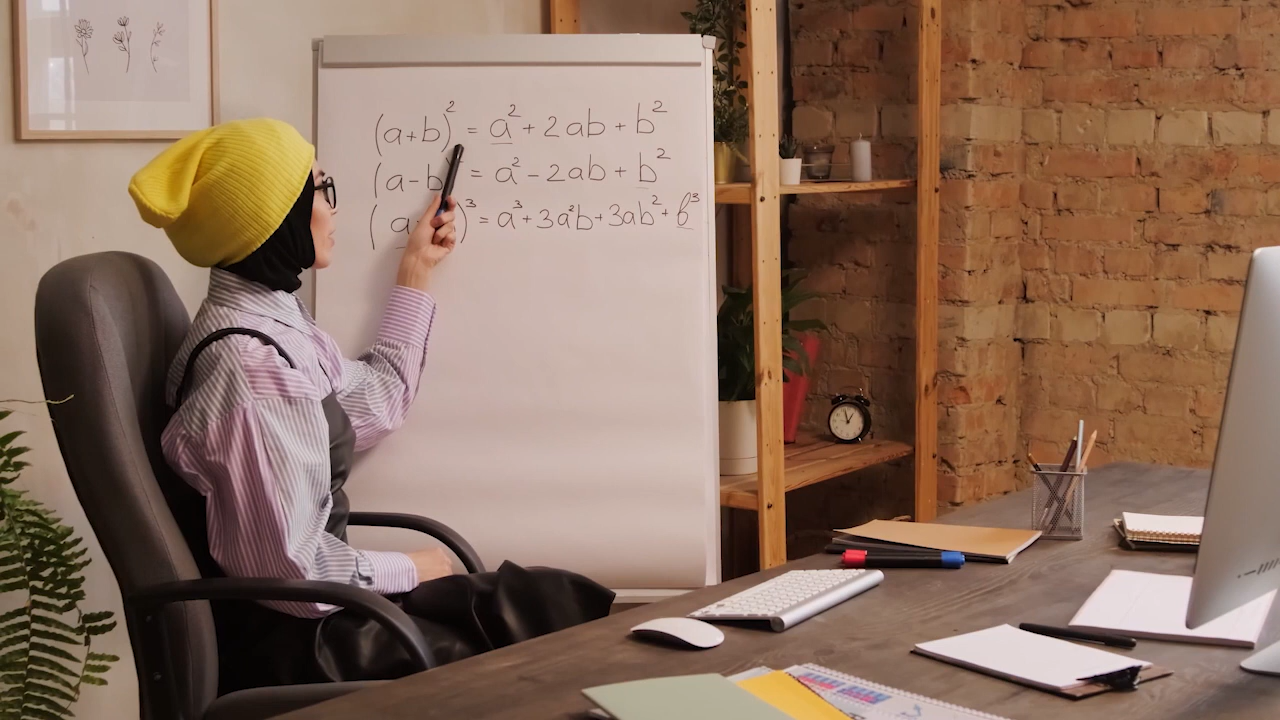 (a+b)² = a² + 2ab + b²
(a-b = a² - 2ab + b²
(a )³ = a³ + 3a²b + 3ab² + b³